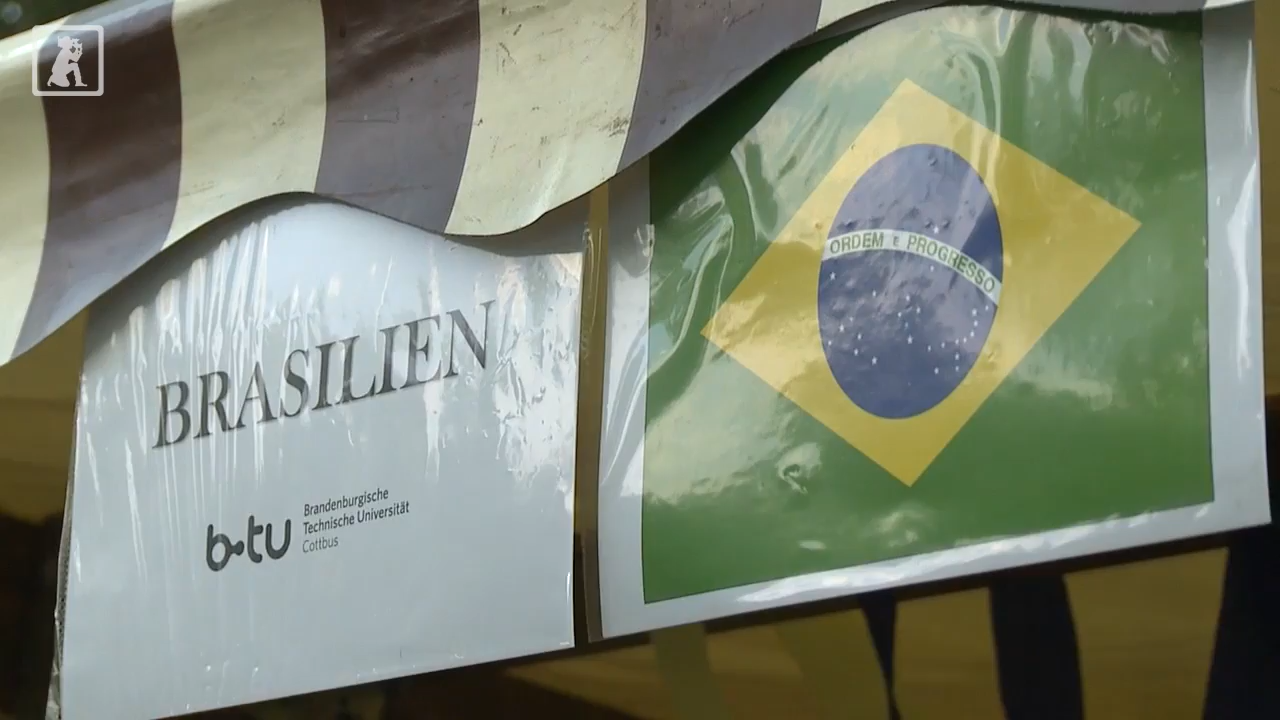 BRASILIEN
b-tu
Brandenburgische
Technische Universität
Cottbus
ORDEM E PROGRESSO